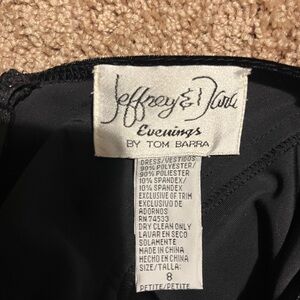 Jeffrey & Dara
Evenings
BY TOM BARRA
DRESS/VESTIDOS
90% POLYESTER/
90% POLIESTER
10% SPANDEX/
10% SPANDEX
EXCLUSIVE OF TRIM
EXCLUSIVO DE
ADORNOS
RN 74533
DRY CLEAN ONLY
LAVAR EN SECO
SOLAMENTE
MADE IN CHINA
HECHO EN CHINA
SIZE/TALLA:
8
PETITE/PETITE